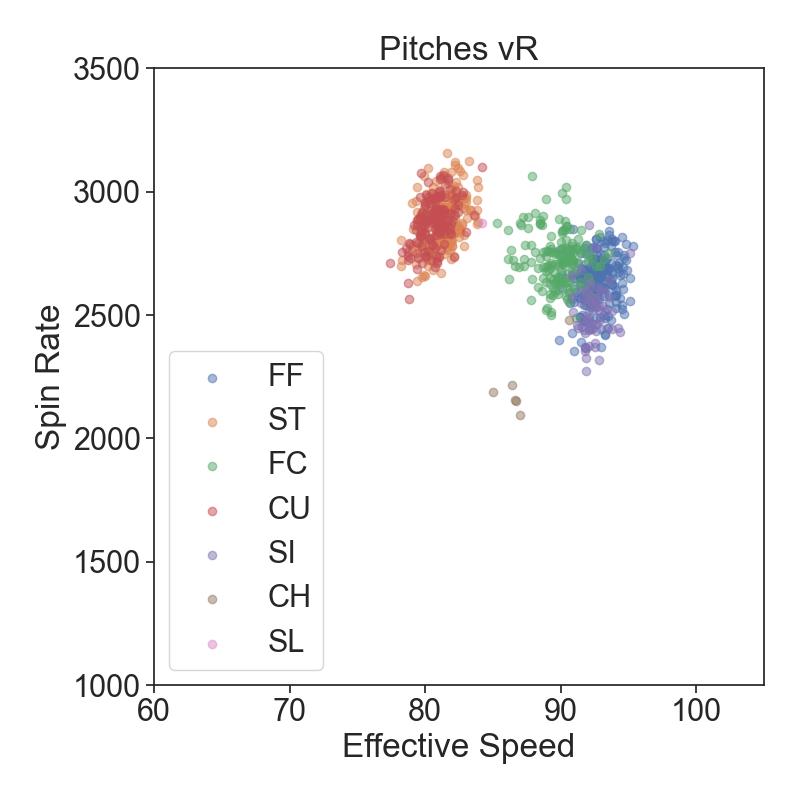 Pitches vR
3500
3000
2500
2000
1500
1000
Spin Rate
FF
ST
FC
CU
SI
CH
SL
60 70 80 90 100
Effective Speed